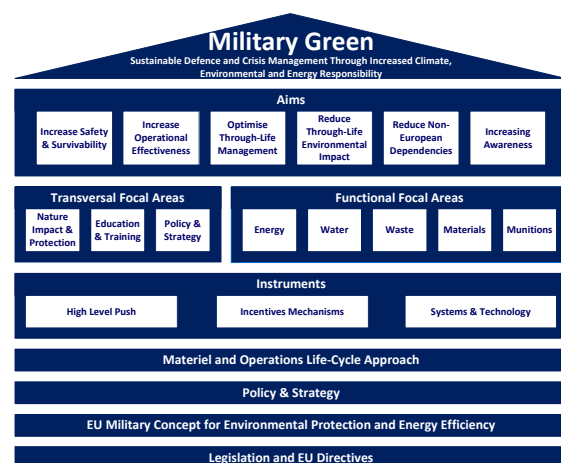 Military Green
Sustainable Defence and Crisis Management Through Increased Climate,
Environmental and Energy Responsibility
Aims
Increase Safety
& Survivability
Increase
Operational
Effectiveness
Optimise
Through-Life
Management
Reduce
Through-Life
Environmental
Impact
Reduce Non-
European
Dependencies
Increasing
Awareness
Transversal Focal Areas
Nature
Impact &
Protection
Education
& Training
Policy &
Strategy
Functional Focal Areas
Energy
Water
Waste
Materials
Munitions
Instruments
High Level Push
Incentives Mechanisms
Systems & Technology
Materiel and Operations Life-Cycle Approach
Policy & Strategy
EU Military Concept for Environmental Protection and Energy Efficiency
Legislation and EU Directives